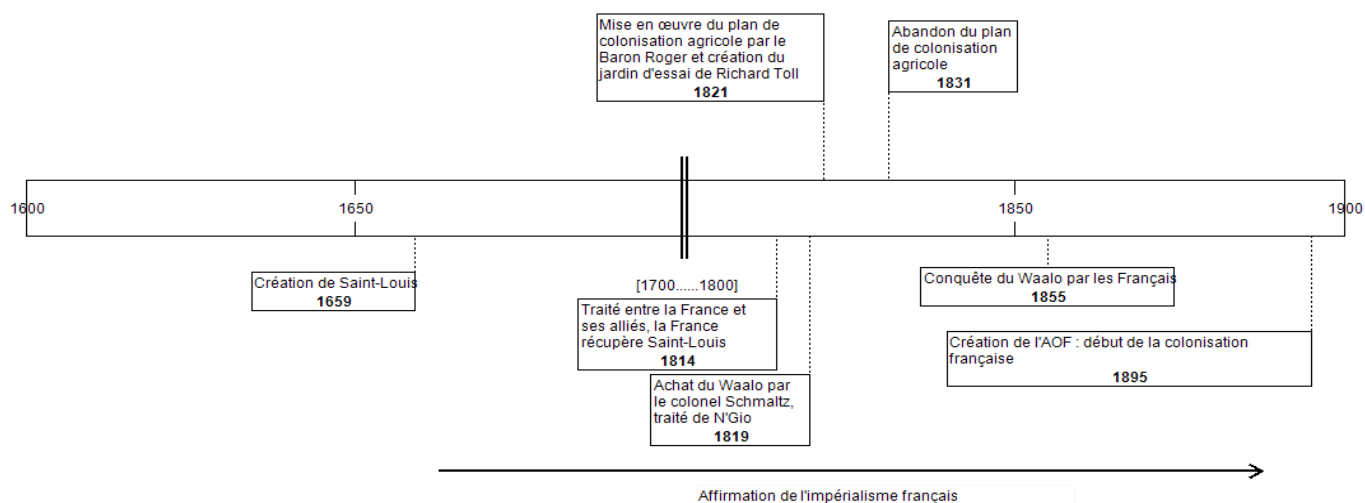 Mise en œuvre du plan de
colonisation agricole par le
Baron Roger et création du
jardin d'essai de Richard Toll
1821
Abandon du plan
de colonisation
agricole
1831
1600
1650
1850
1900
Création de Saint-Louis
1659
[1700......1800]
Traité entre la France et
ses alliés, la France
récupère Saint-Louis
1814
Achat du Waalo par
le colonel Schmaltz,
traité de N'Gio
1819
Conquête du Waalo par les Français
1855
Création de l'AOF : début de la colonisation
française
1895
Affirmation de l'impérialisme français